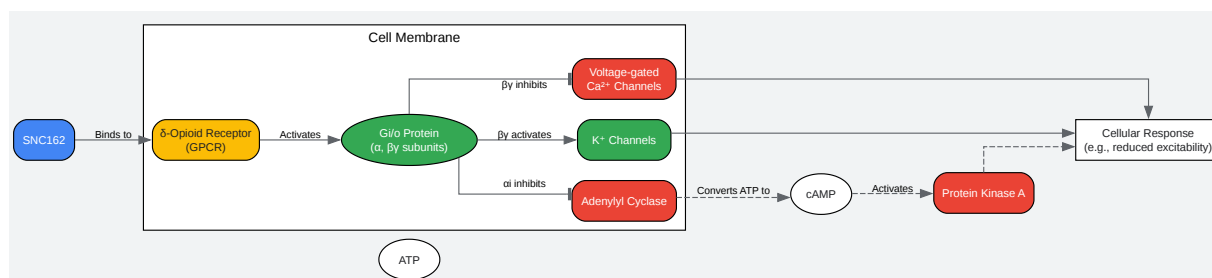 Cell Membrane
SNC162
Binds to
δ-Opioid Receptor
(GPCR)
Activates
Gi/o Protein
(α, βγ subunits)
βγ inhibits
Voltage-gated
Ca²⁺ Channels
βγ activates
K⁺ Channels
αi inhibits
Adenylyl Cyclase
Converts ATP to
cAMP
Activates
Protein Kinase A
Cellular Response
(e.g., reduced excitability)
ATP